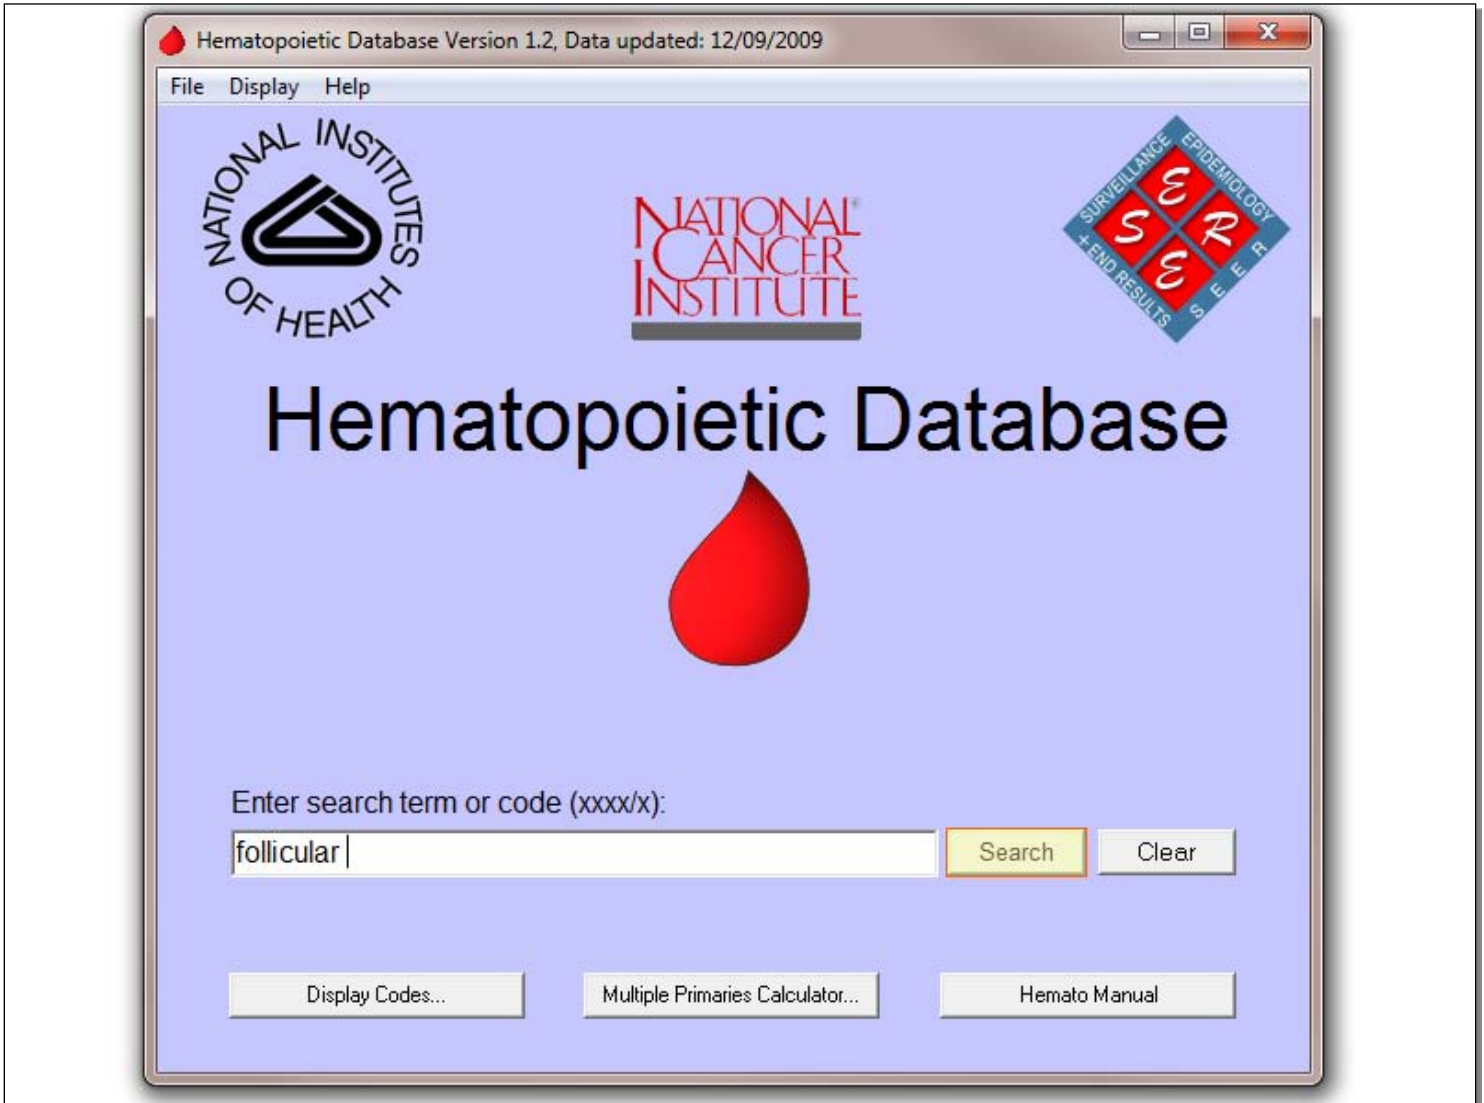 Hematopoietic Database Version 1.2, Data updated: 12/09/2009
File Display Help
NATIONAL INSTITUTES OF HEALTH
NATIONAL
CANCER
INSTITUTE
SURVEILLANCE EPIDEMIOLOGY + END RESULTS SEER
S E R E
Hematopoietic Database
Enter search term or code (xxxx/x):
follicular
Search Clear
Display Codes... Multiple Primaries Calculator... Hemato Manual